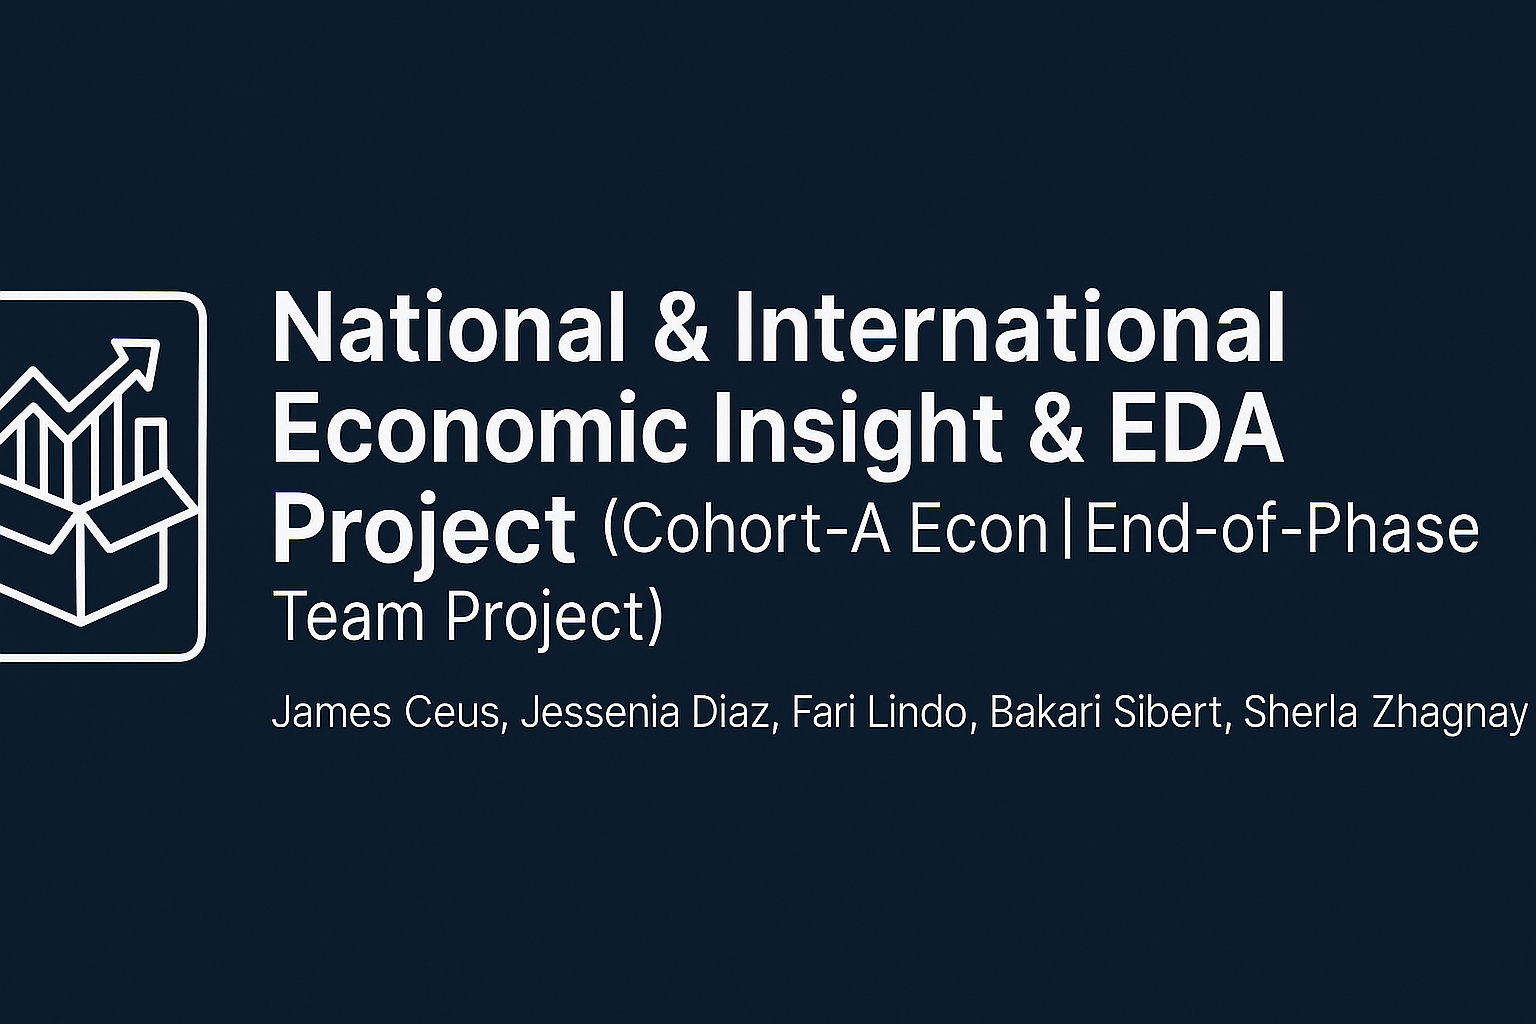 National & International
Economic Insight & EDA
Project (Cohort-A Econ|End-of-Phase
Team Project)
James Ceus, Jessenia Diaz, Fari Lindo, Bakari Sibert, Sherla Zhagnay